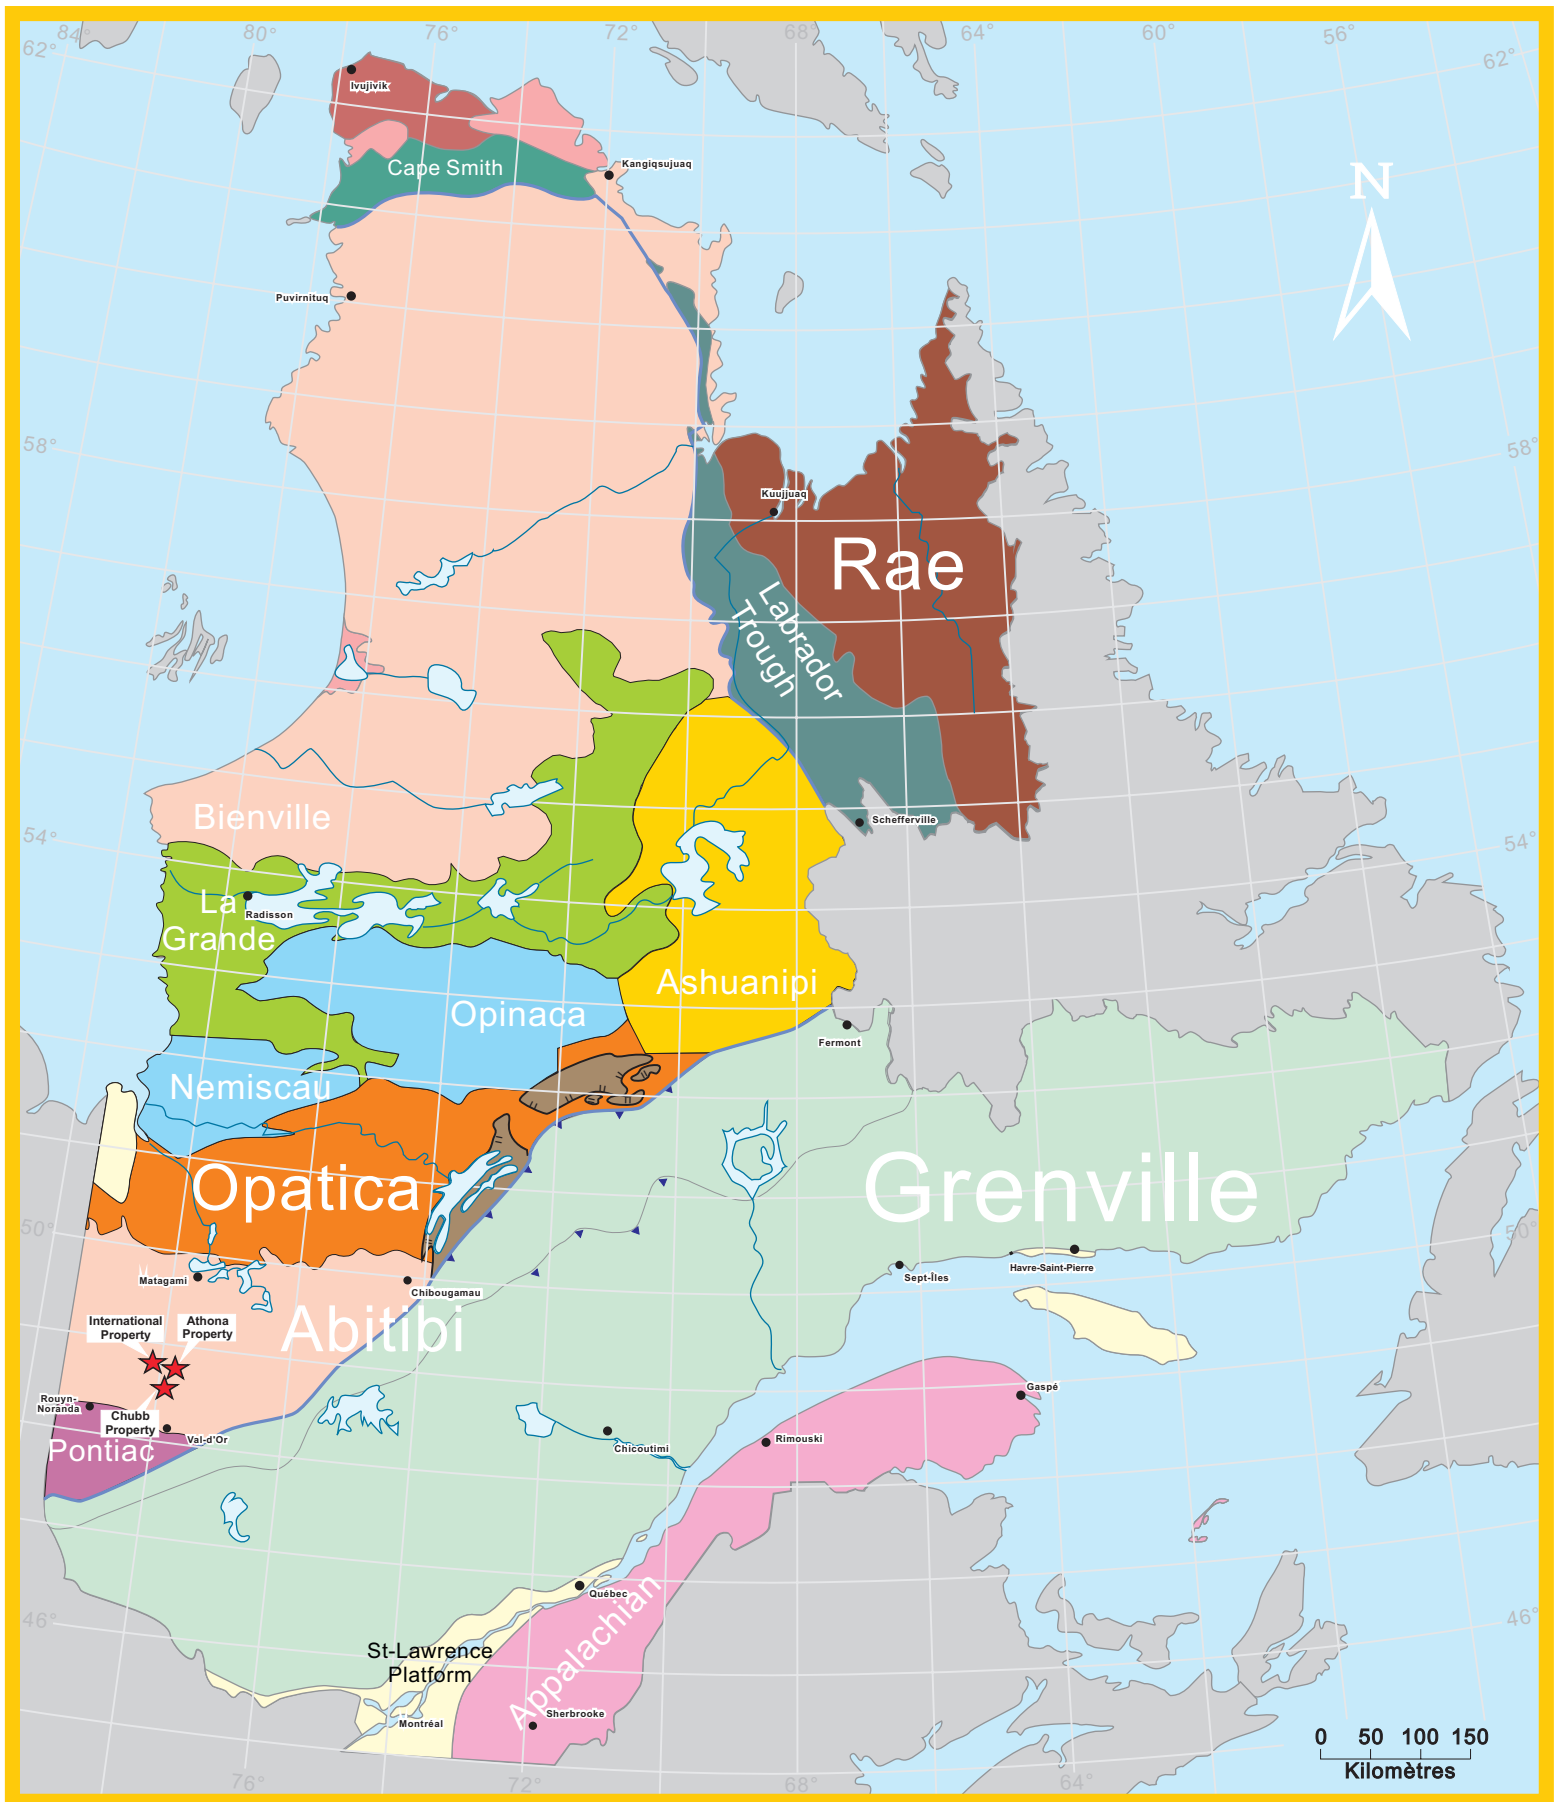 84°
80°
76°
72°
68°
64°
60°
56°
62°
62°
Ivujivik
Cape Smith
Kangiqsujuaq
N
Puvirnituq
58°
58°
Kuujjuaq
Rae
Labrador
Trough
Bienville
Schefferville
54°
54°
La
Grande
Radisson
Ashuanipi
Opinaca
Fermont
Nemiscau
Opatica
Grenville
50°
50°
Matagami
Chibougamau
Sept-Îles
Havre-Saint-Pierre
International
Property
Athona
Property
Abitibi
Rouyn-
Noranda
Chubb
Property
Val-d'Or
Pontiac
Gaspé
Rimouski
Chicoutimi
Québec
46°
46°
St-Lawrence
Platform
Appalachian
Montréal
Sherbrooke
0 50 100 150
Kilomètres
76°
72°
68°
64°